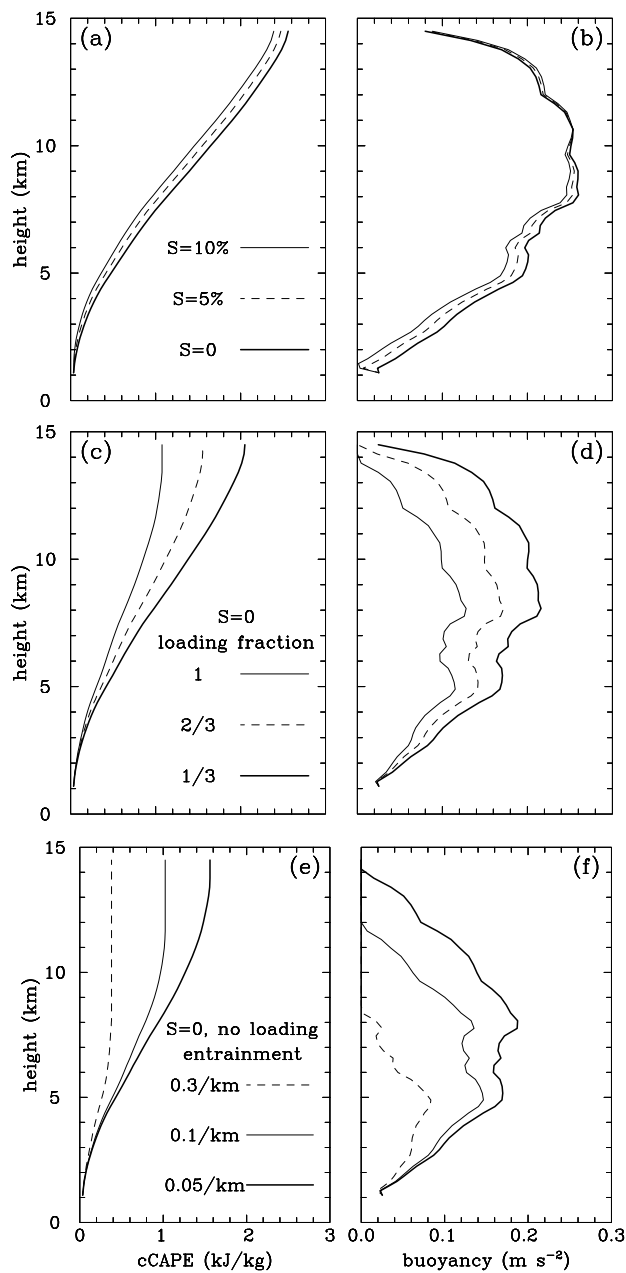 15
(a)
(b)
10
height (km)
S=10%
5
S=5%
S=0
0
15
(c)
(d)
10
height (km)
S=0
loading fraction
1
5
2/3
1/3
0
15
(e)
(f)
10
height (km)
S=0, no loading
entrainment
5
0.3/km
0.1/km
0.05/km
0
0 1 2 3 0.0 0.1 0.2 0.3
cCAPE (kJ/kg) buoyancy (m s⁻²)